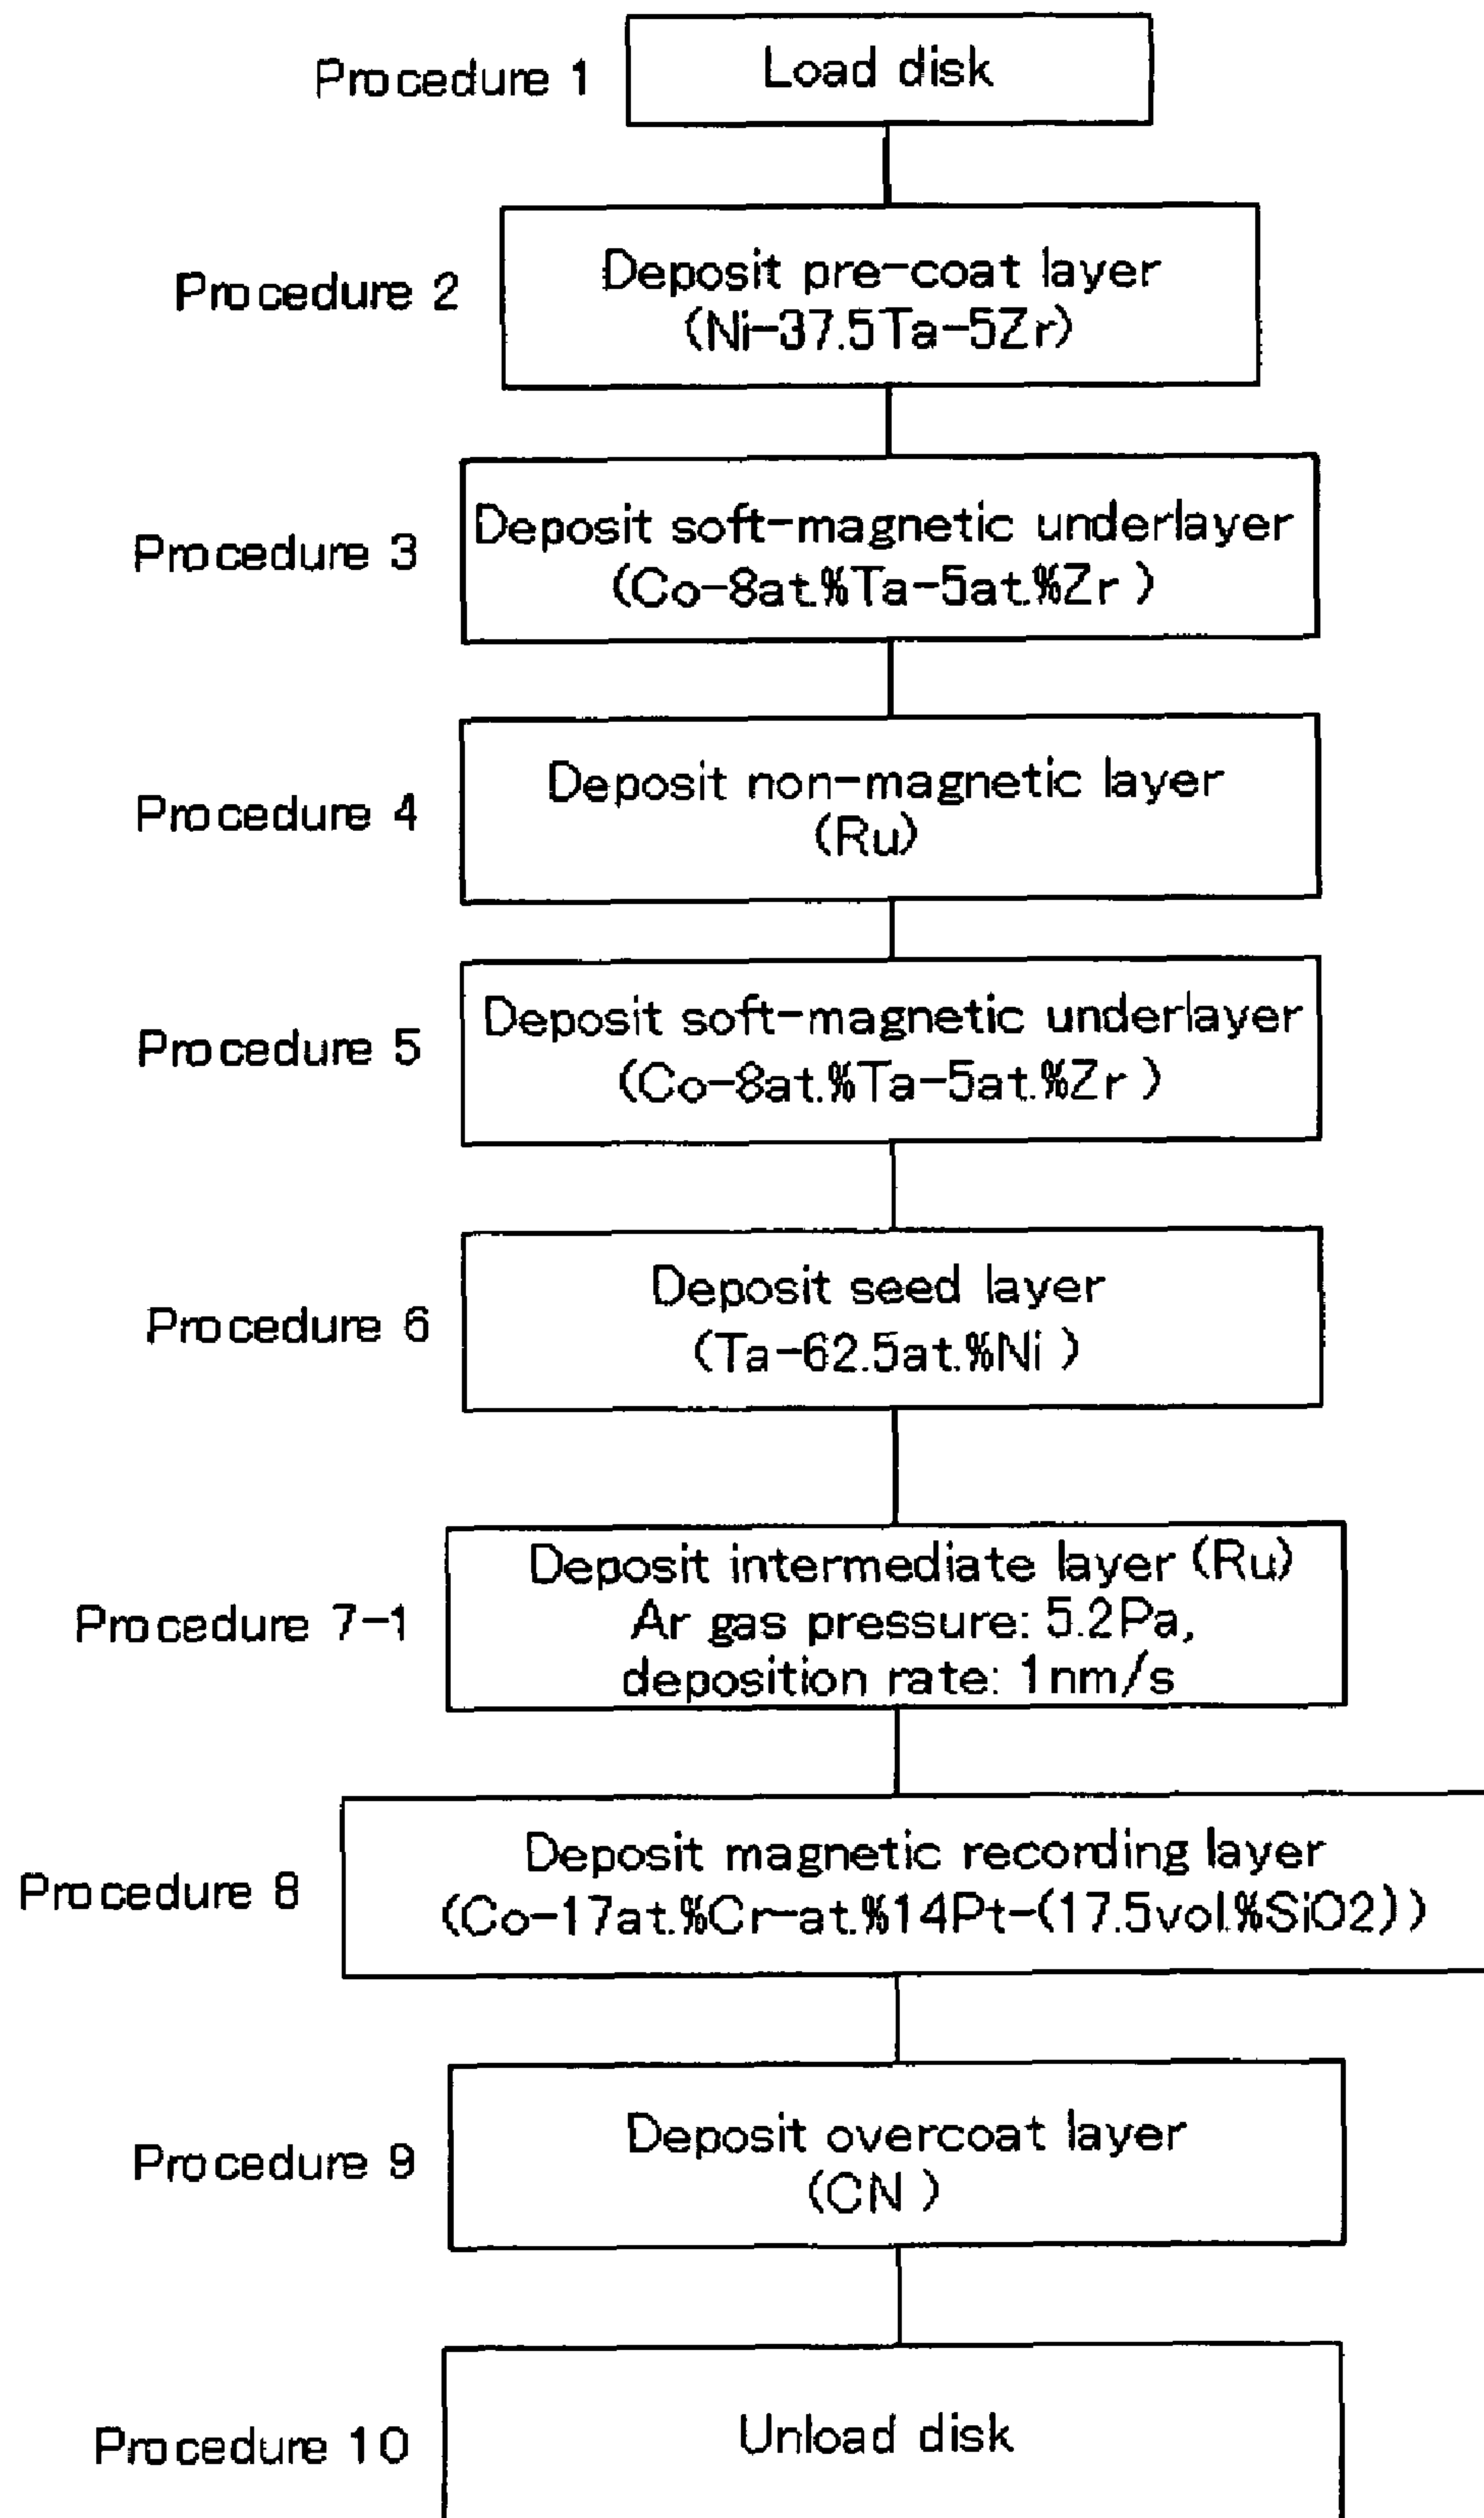 Procedure 1
Load disk
Procedure 2
Deposit pre-coat layer
(Ni-37.5Ta-5Zr)
Procedure 3
Deposit soft-magnetic underlayer
(Co-8at.%Ta-5at.%Zr )
Procedure 4
Deposit non-magnetic layer
(Ru)
Procedure 5
Deposit soft-magnetic underlayer
(Co-8at.%Ta-5at.%Zr )
Procedure 6
Deposit seed layer
(Ta-62.5at.%Ni )
Procedure 7-1
Deposit intermediate layer (Ru)
Ar gas pressure: 5.2Pa,
deposition rate: 1nm/s
Procedure 8
Deposit magnetic recording layer
(Co-17at.%Cr-at.%14Pt-(17.5vol.%SiO2))
Procedure 9
Deposit overcoat layer
(CN )
Procedure 10
Unload disk